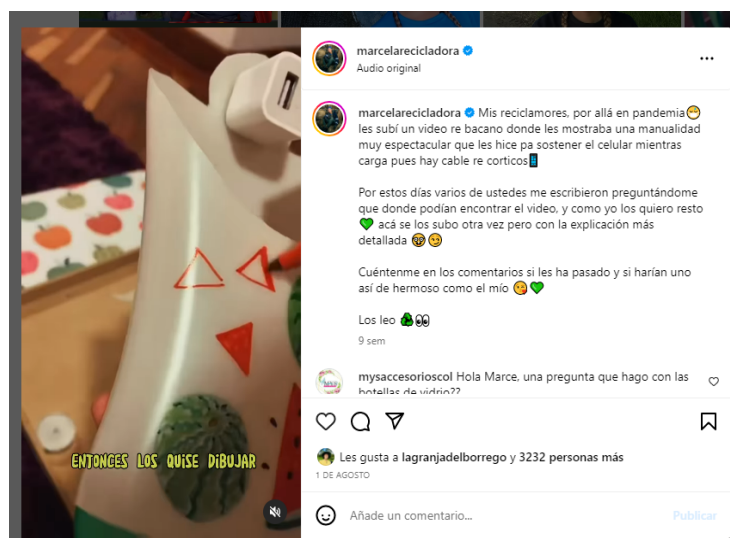 marcelarecicladora
Audio original
marcelarecicladora Mis reciclamores, por allá en pandemia😷
les subí un video re bacano donde les mostraba una manualidad
muy espectacular que les hice pa sostener el celular mientras
carga pues hay cable re corticos📱
Por estos días varios de ustedes me escribieron preguntándome
que donde podían encontrar el video, y como yo los quiero resto
💚 acá se los subo otra vez pero con la explicación más
detallada 🤓😏
Cuéntenme en los comentarios si les ha pasado y si harían uno
así de hermoso como el mío 😘💚
Los leo ♻👀
9 sem
mysaccesorioscol Hola Marce, una pregunta que hago con las
botellas de vidrio??
Les gusta a lagranjadelborrego y 3232 personas más
1 DE AGOSTO
Añade un comentario...
Publicar
ENTONCES LOS QUISE DIBUJAR